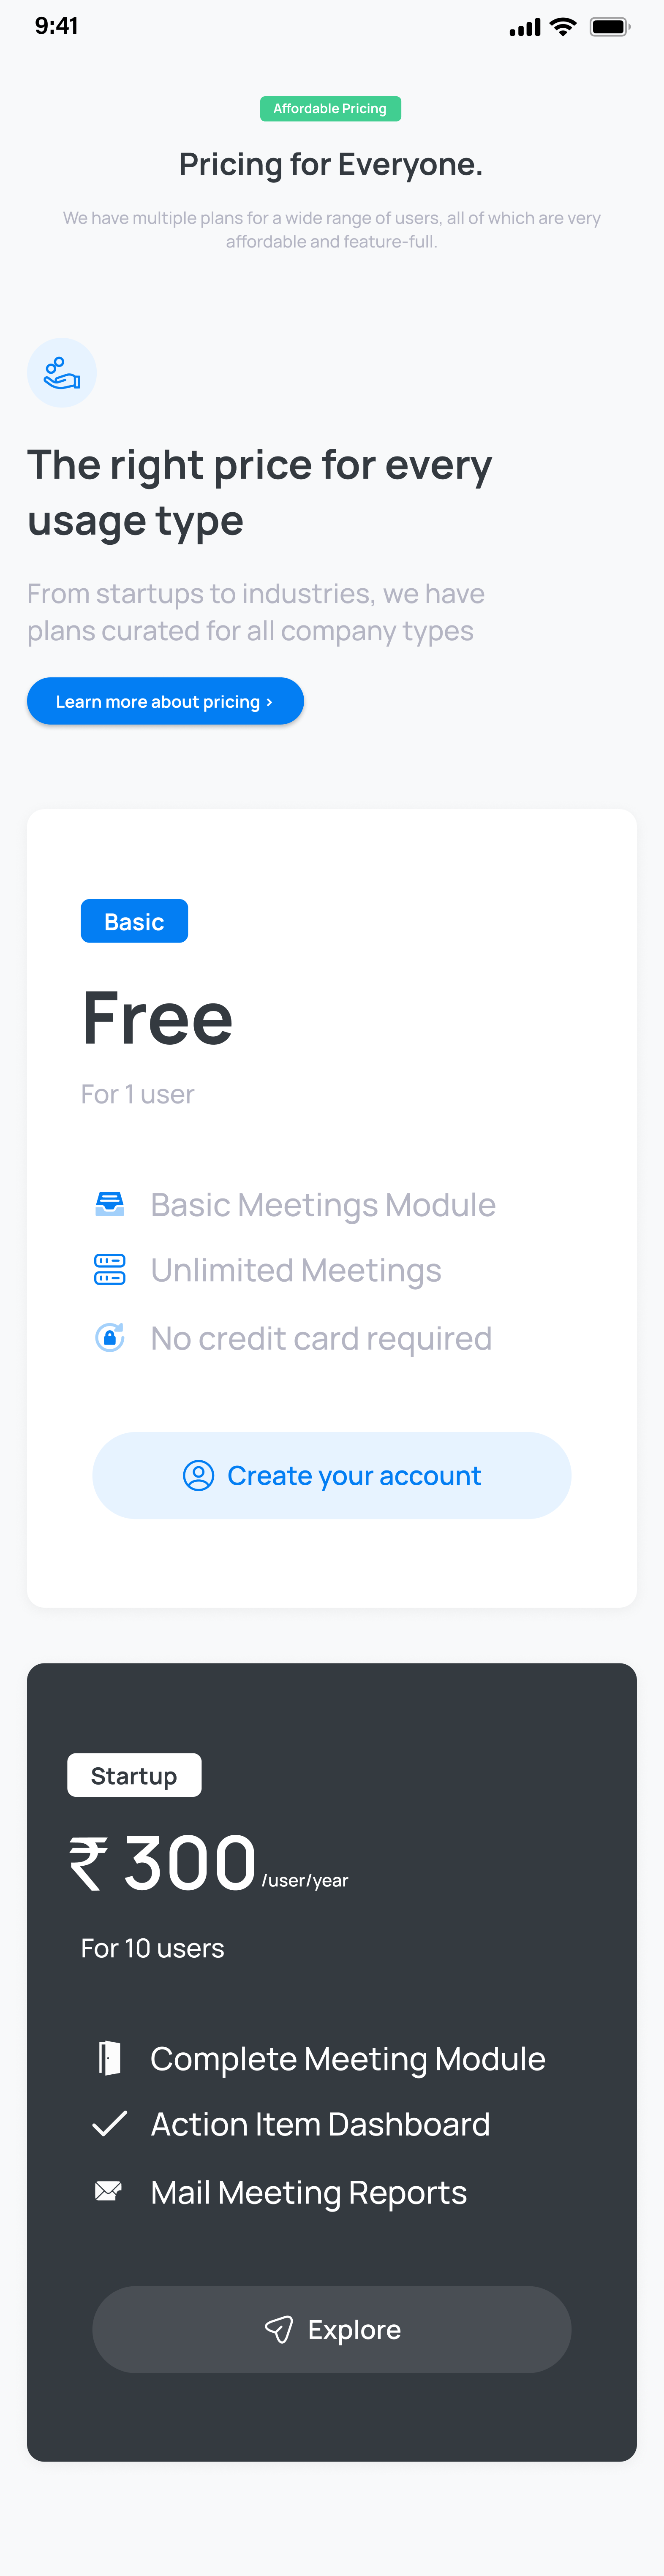 9:41
Affordable Pricing
Pricing for Everyone.
We have multiple plans for a wide range of users, all of which are very
affordable and feature-full.
The right price for every
usage type
From startups to industries, we have
plans curated for all company types
Learn more about pricing ›
Basic
Free
For 1 user
Basic Meetings Module
Unlimited Meetings
No credit card required
Create your account
Startup
₹ 300 /user/year
For 10 users
Complete Meeting Module
Action Item Dashboard
Mail Meeting Reports
Explore